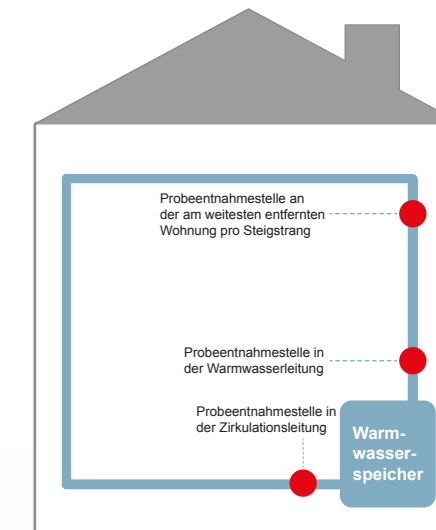 Probeentnahmestelle an
der am weitesten entfernten
Wohnung pro Steigstrang
Probeentnahmestelle in
der Warmwasserleitung
Probeentnahmestelle in
der Zirkulationsleitung
Warm-
wasser-
speicher